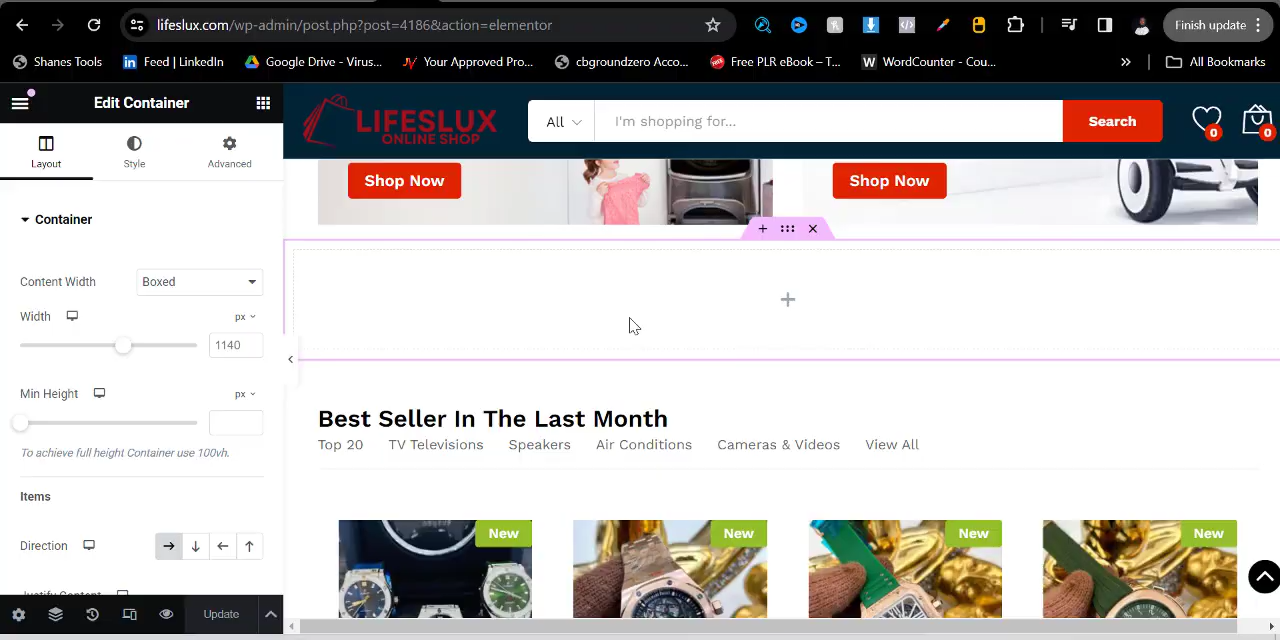 lifeslux.com/wp-admin/post.php?post=4186&action=elementor
Finish update
Shanes Tools
Feed | LinkedIn
Google Drive - Virus...
Your Approved Pro...
cbgroundzero Acco...
Free PLR eBook – T...
W WordCounter - Cou...
»
All Bookmarks
Edit Container
LIFESLUX
ONLINE SHOP
All
I'm shopping for...
Search
0
0
Layout
Style
Advanced
Shop Now
Shop Now
Container
Content Width
Boxed
Width
px
1140
Min Height
px
To achieve full height Container use 100vh.
Items
Direction
Justify Content
Update
Best Seller In The Last Month
Top 20
TV Televisions
Speakers
Air Conditions
Cameras & Videos
View All
New
New
New
New